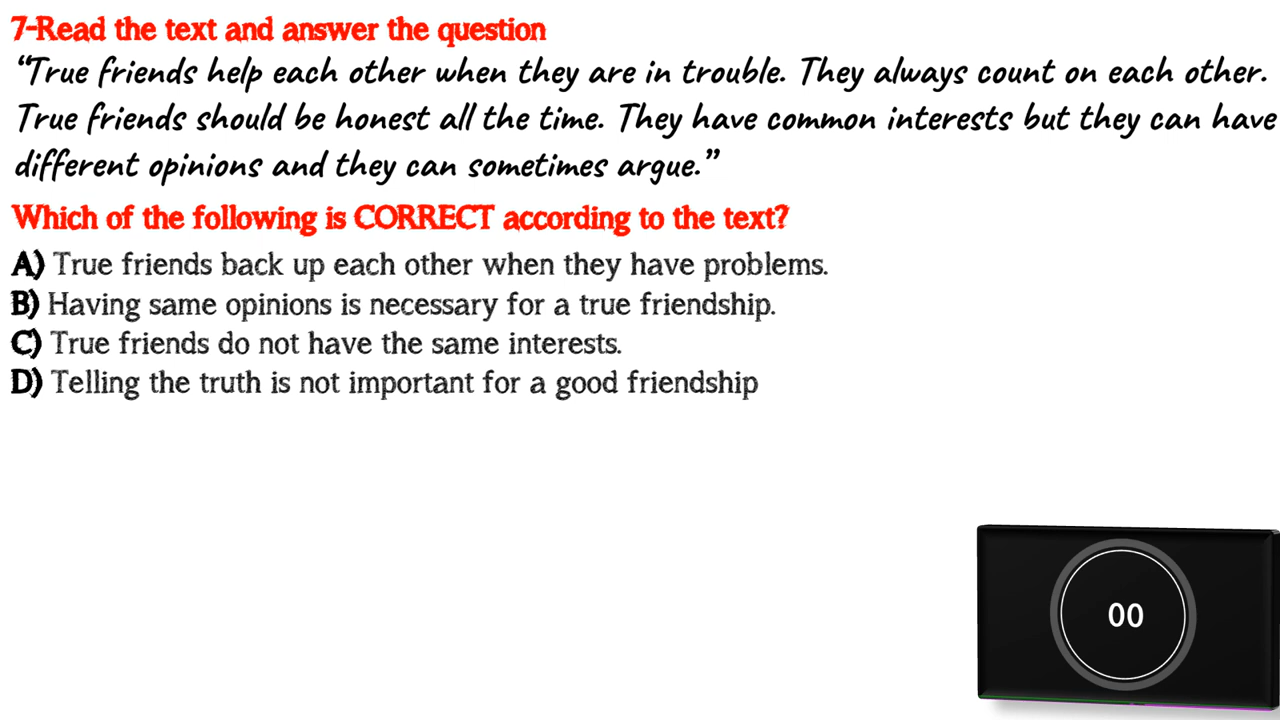 7-Read the text and answer the question
“True friends help each other when they are in trouble. They always count on each other.
True friends should be honest all the time. They have common interests but they can have
different opinions and they can sometimes argue.”
Which of the following is CORRECT according to the text?
A) True friends back up each other when they have problems.
B) Having same opinions is necessary for a true friendship.
C) True friends do not have the same interests.
D) Telling the truth is not important for a good friendship
00